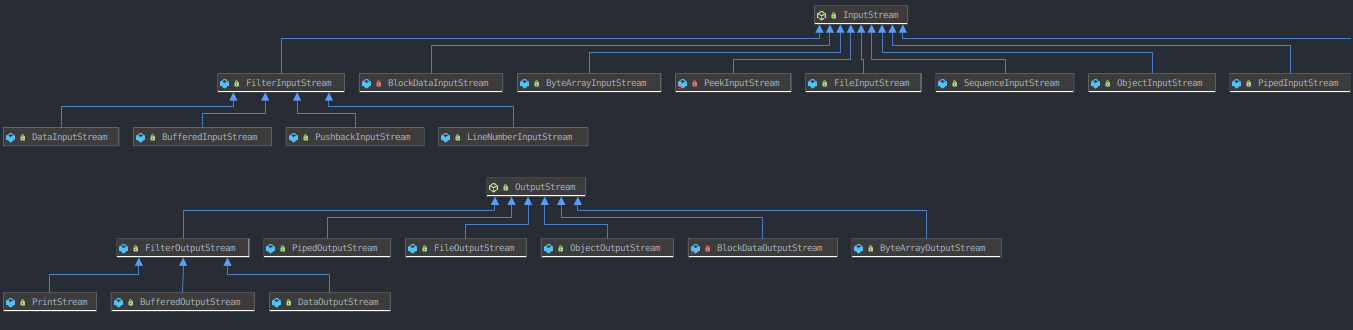 InputStream
FilterInputStream
BlockDataInputStream
ByteArrayInputStream
PeekInputStream
FileInputStream
SequenceInputStream
ObjectInputStream
PipedInputStream
DataInputStream
BufferedInputStream
PushbackInputStream
LineNumberInputStream
OutputStream
FilterOutputStream
PipedOutputStream
FileOutputStream
ObjectOutputStream
BlockDataOutputStream
ByteArrayOutputStream
PrintStream
BufferedOutputStream
DataOutputStream